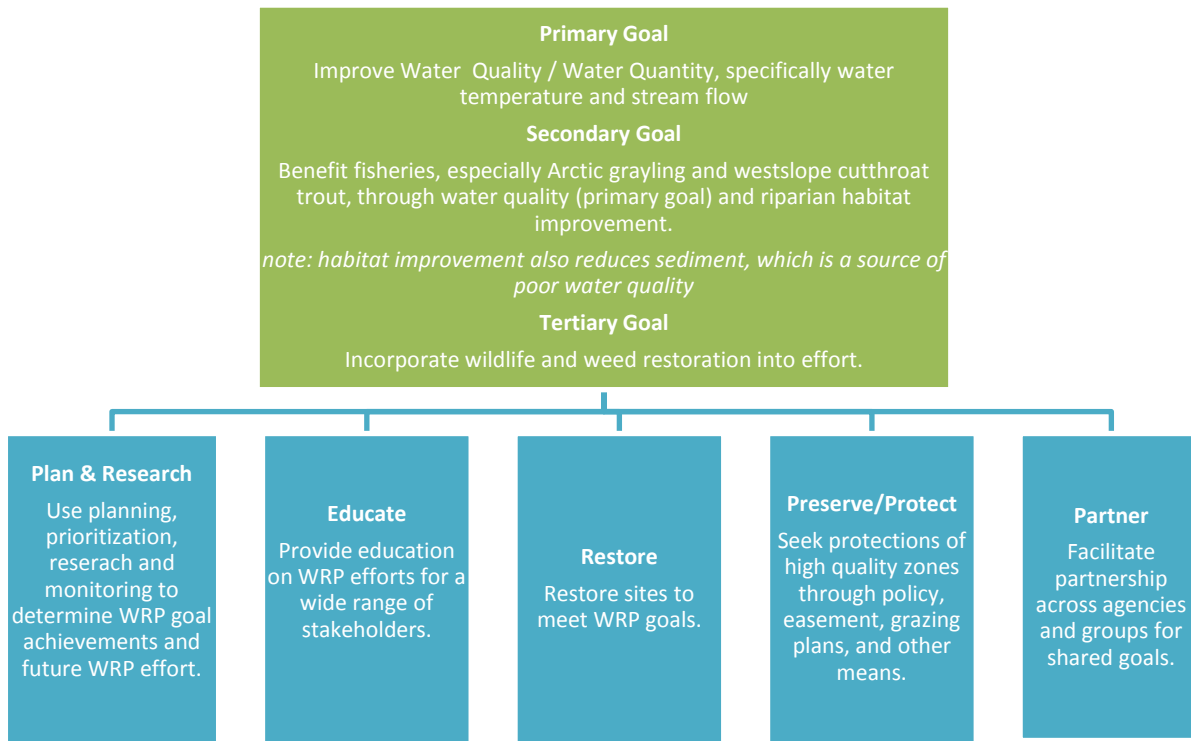 Primary Goal
Improve Water Quality / Water Quantity, specifically water
temperature and stream flow
Secondary Goal
Benefit fisheries, especially Arctic grayling and westslope cutthroat
trout, through water quality (primary goal) and riparian habitat
improvement.
note: habitat improvement also reduces sediment, which is a source of
poor water quality
Tertiary Goal
Incorporate wildlife and weed restoration into effort.
Plan & Research
Use planning,
prioritization,
reserach and
monitoring to
determine WRP goal
achievements and
future WRP effort.
Educate
Provide education
on WRP efforts for a
wide range of
stakeholders.
Restore
Restore sites to
meet WRP goals.
Preserve/Protect
Seek protections of
high quality zones
through policy,
easement, grazing
plans, and other
means.
Partner
Facilitate
partnership
across agencies
and groups for
shared goals.